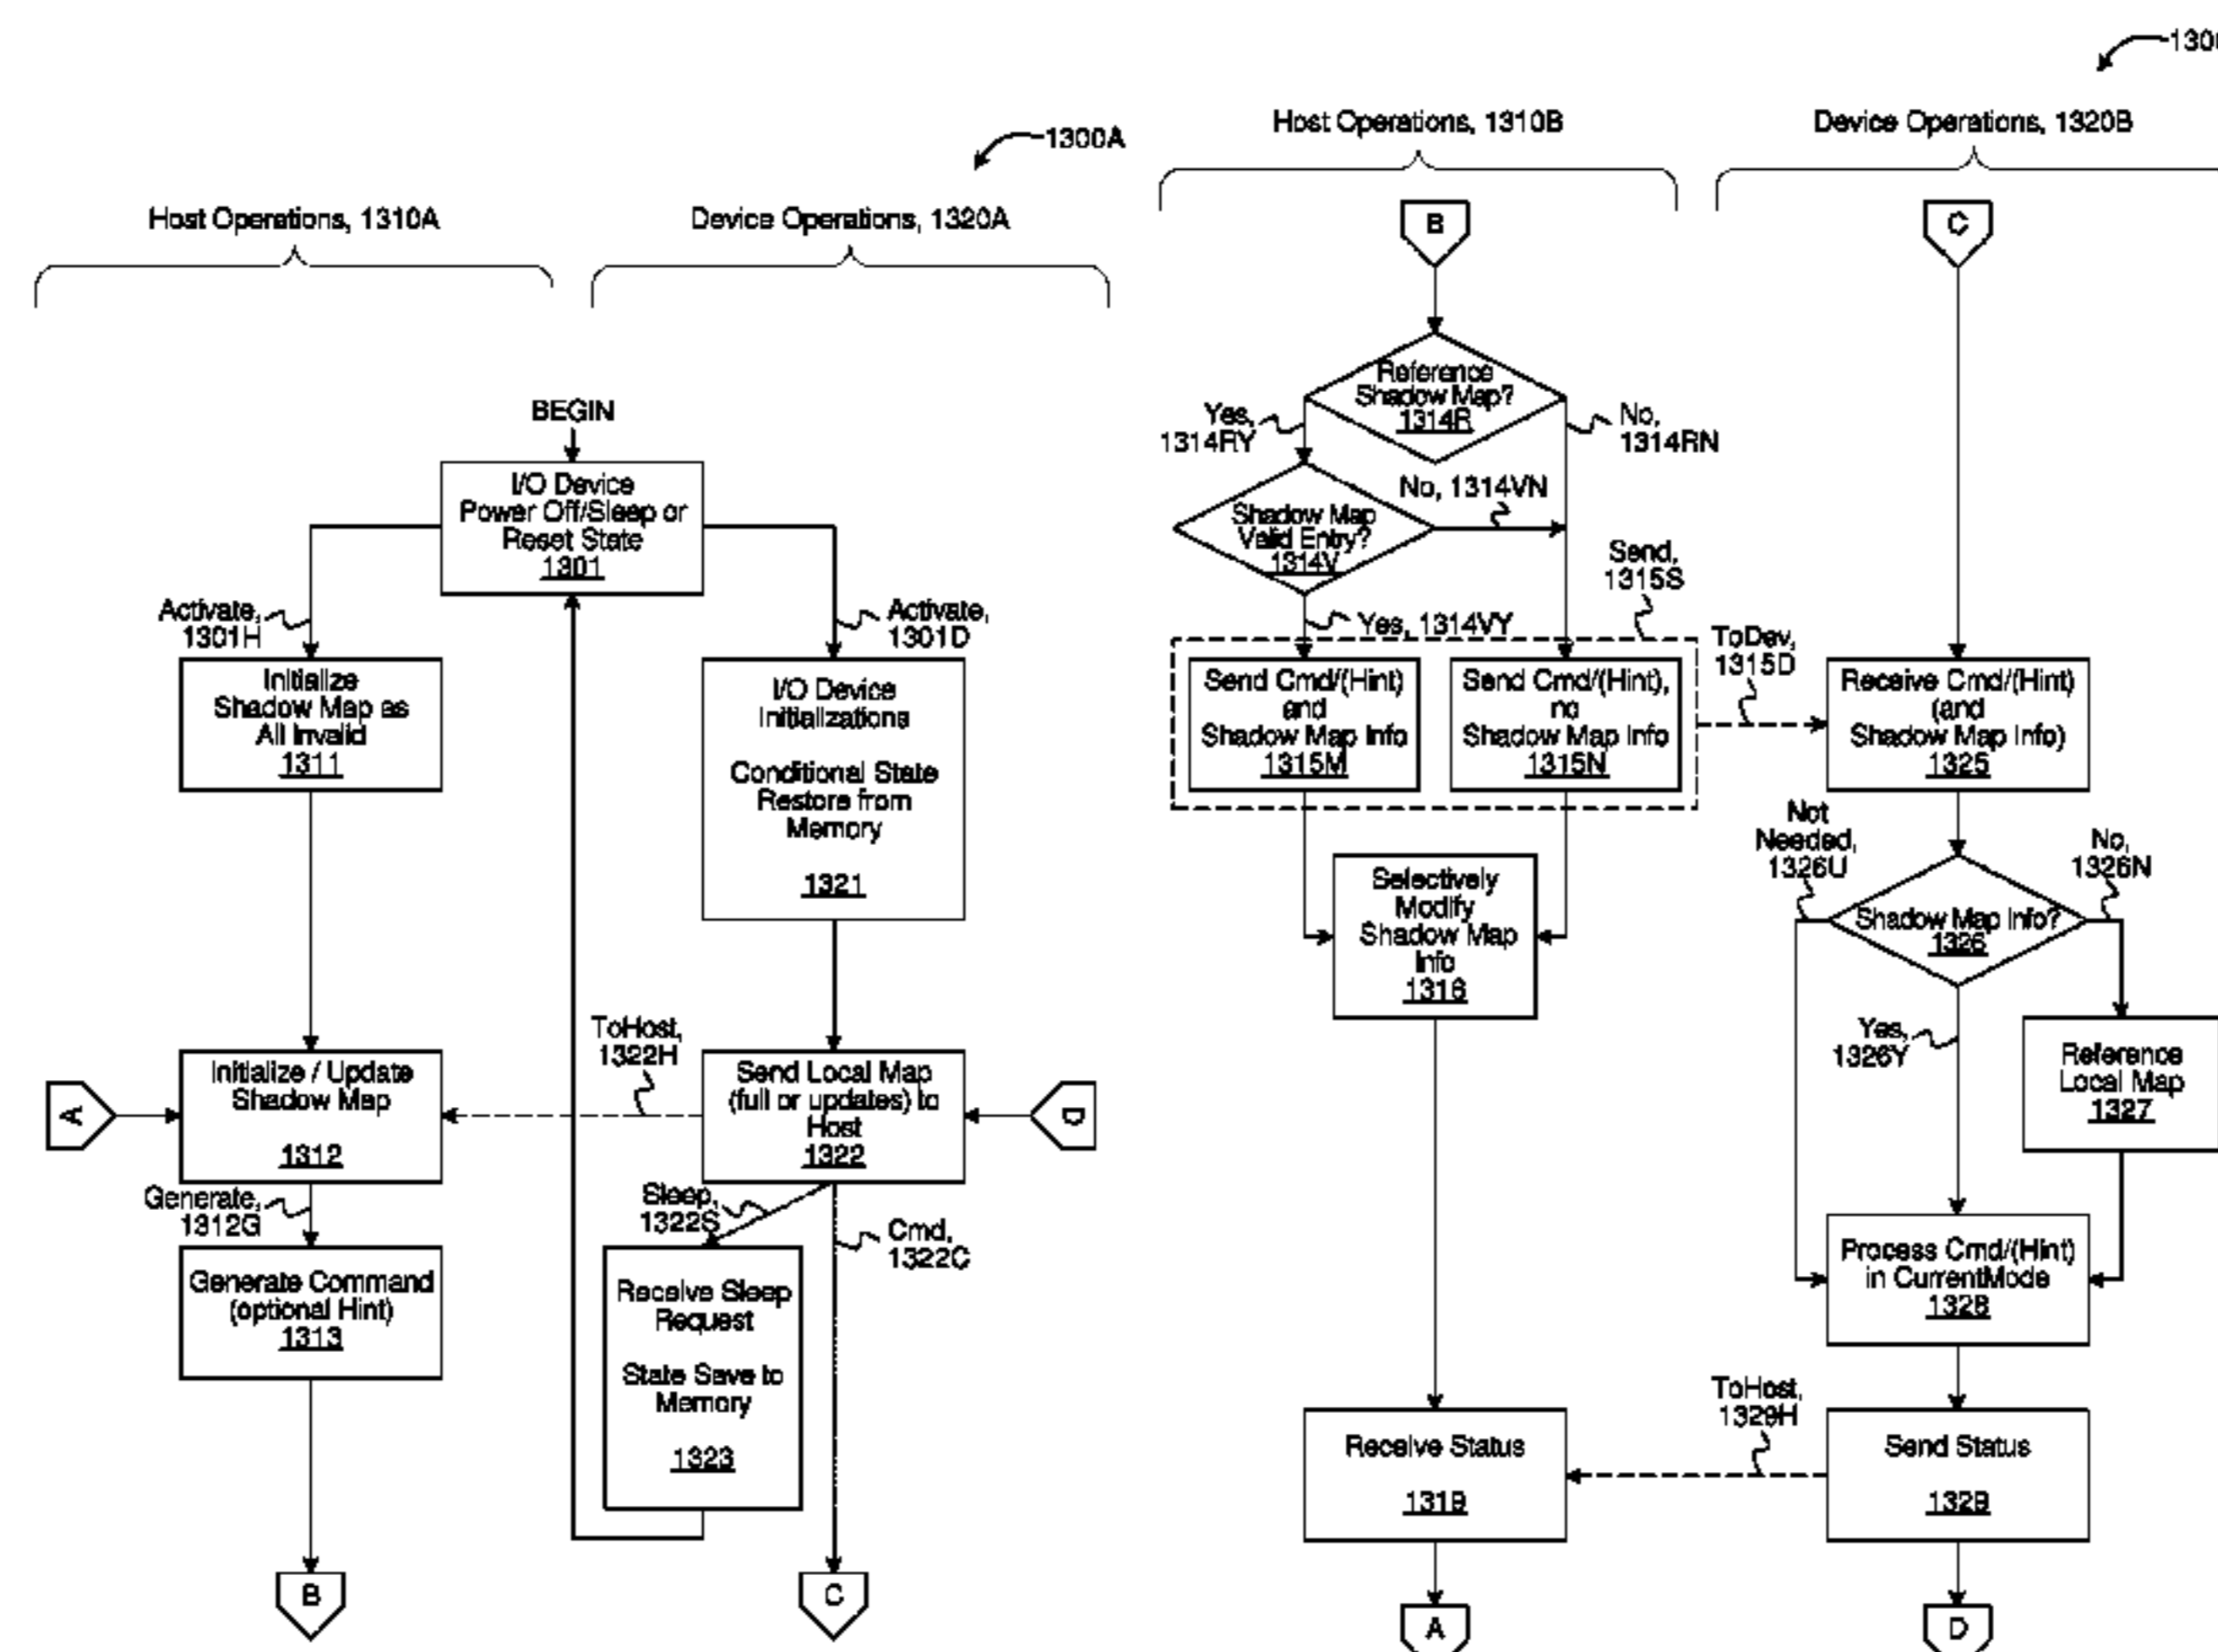 1300A
Host Operations, 1310A
Device Operations, 1320A
BEGIN
I/O Device
Power Off/Sleep or
Reset State
1301
Activate,
1301H
Activate,
1301D
Initialize
Shadow Map as
All Invalid
1311
I/O Device
Initializations
Conditional State
Restore from
Memory
1321
ToHost,
1322H
A
Initialize / Update
Shadow Map
1312
Send Local Map
(full or updates) to
Host
1322
D
Generate,
1312G
Sleep,
1322S
Cmd,
1322C
Generate Command
(optional Hint)
1313
Receive Sleep
Request
State Save to
Memory
1323
B
C
Host Operations, 1310B
Device Operations, 1320B
B
C
Reference
Shadow Map?
1314R
Yes,
1314RY
No,
1314RN
Shadow Map
Valid Entry?
1314V
No, 1314VN
Yes, 1314VY
Send,
1315S
ToDev,
1315D
Send Cmd/(Hint)
and
Shadow Map Info
1315M
Send Cmd/(Hint),
no
Shadow Map Info
1315N
Receive Cmd/(Hint)
(and
Shadow Map Info)
1325
Selectively
Modify
Shadow Map
Info
1316
Not
Needed,
1326U
No,
1326N
Shadow Map Info?
1326
Yes,
1326Y
Reference
Local Map
1327
Process Cmd/(Hint)
in CurrentMode
1328
ToHost,
1329H
Receive Status
1319
Send Status
1329
A
D